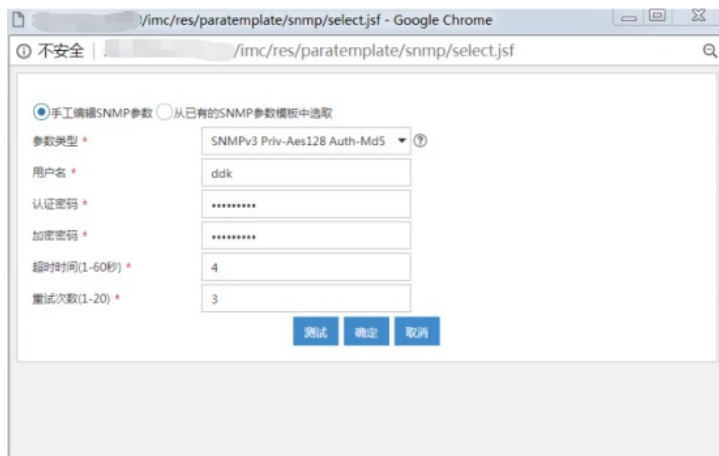 /imc/res/paratemplate/snmp/select.jsf - Google Chrome
不安全 | /imc/res/paratemplate/snmp/select.jsf
手工编辑SNMP参数 从已有的SNMP参数模板中选取
参数类型 * SNMPv3 Priv-Aes128 Auth-Md5
用户名 * ddk
认证密码 * •••••••••
加密密码 * •••••••••
超时时间(1-60秒) * 4
重试次数(1-20) * 3
测试 确定 取消